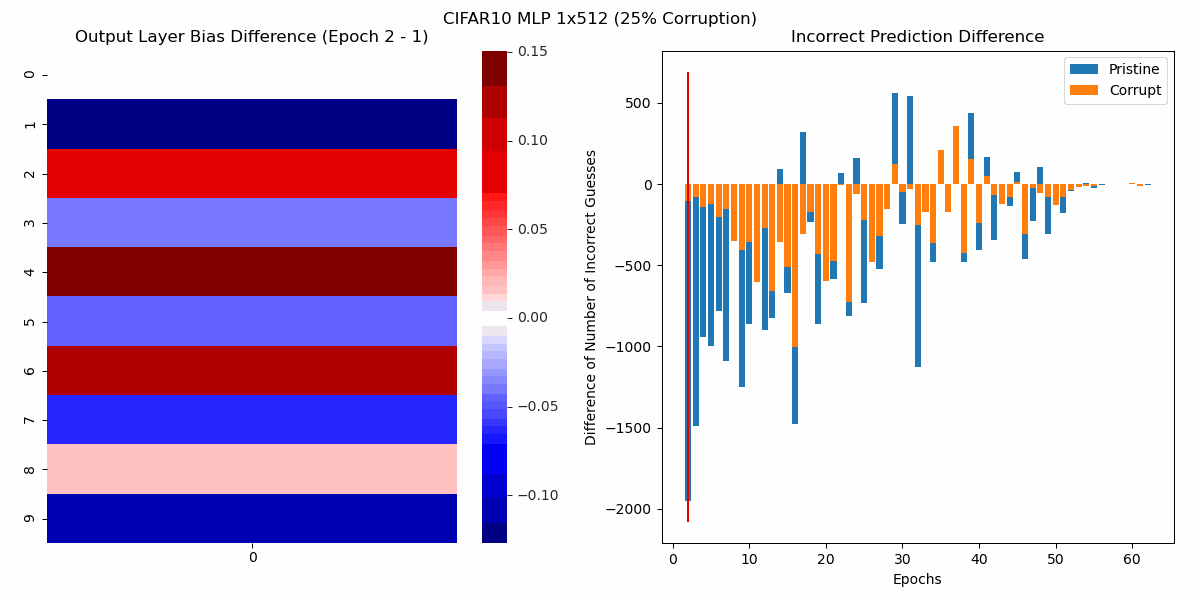 CIFAR10 MLP 1x512 (25% Corruption)
Output Layer Bias Difference (Epoch 2 - 1)
0
1
2
3
4
5
6
7
8
9
0
0.15
0.10
0.05
0.00
−0.05
−0.10
Incorrect Prediction Difference
Pristine
Corrupt
Difference of Number of Incorrect Guesses
500
0
−500
−1000
−1500
−2000
0 10 20 30 40 50 60
Epochs